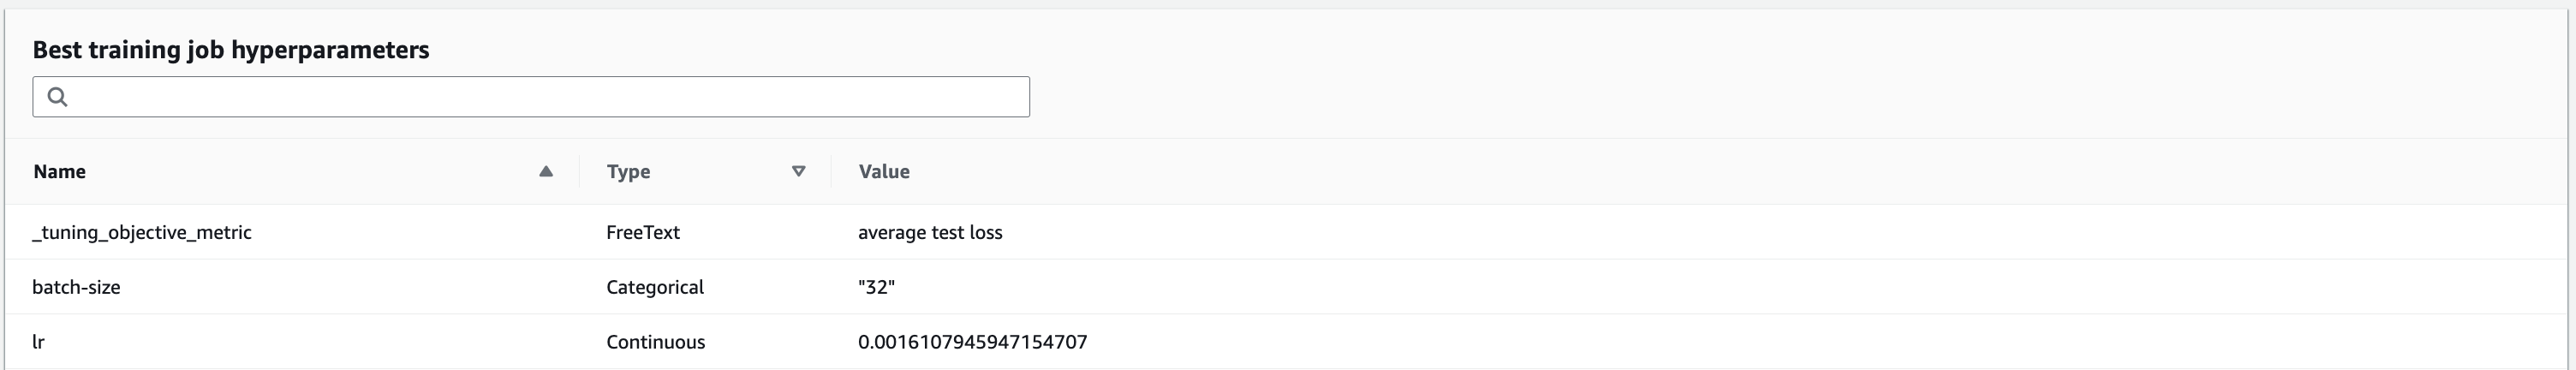 Best training job hyperparameters
Name Type Value
_tuning_objective_metric FreeText average test loss
batch-size Categorical "32"
lr Continuous 0.0016107945947154707